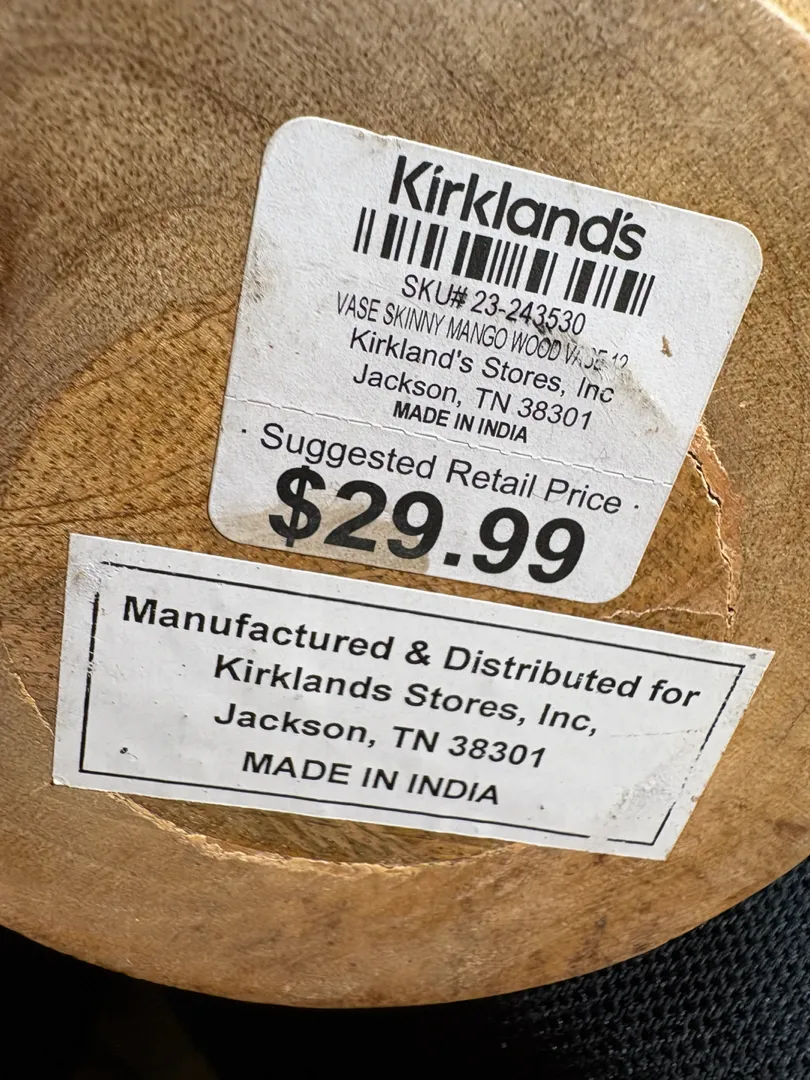 Kirkland's
SKU# 23-243530
VASE SKINNY MANGO WOOD
Kirkland's Stores, Inc
Jackson, TN 38301
MADE IN INDIA
· Suggested Retail Price ·
$29.99
Manufactured & Distributed for
Kirklands Stores, Inc,
Jackson, TN 38301
MADE IN INDIA